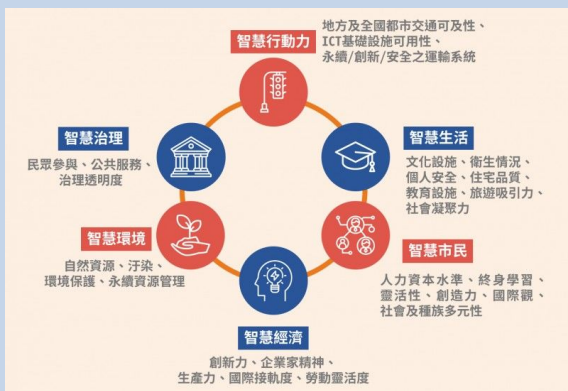 智慧行動力
地方及全國都市交通可及性、
ICT基礎設施可用性、
永續/創新/安全之運輸系統
智慧生活
文化設施、衛生情況、
個人安全、住宅品質、
教育設施、旅遊吸引力、
社會凝聚力
智慧市民
人力資本水準、終身學習、
靈活性、創造力、國際觀、
社會及種族多元性
智慧經濟
創新力、企業家精神、
生產力、國際接軌度、勞動靈活度
智慧環境
自然資源、汙染、
環境保護、永續資源管理
智慧治理
民眾參與、公共服務、
治理透明度